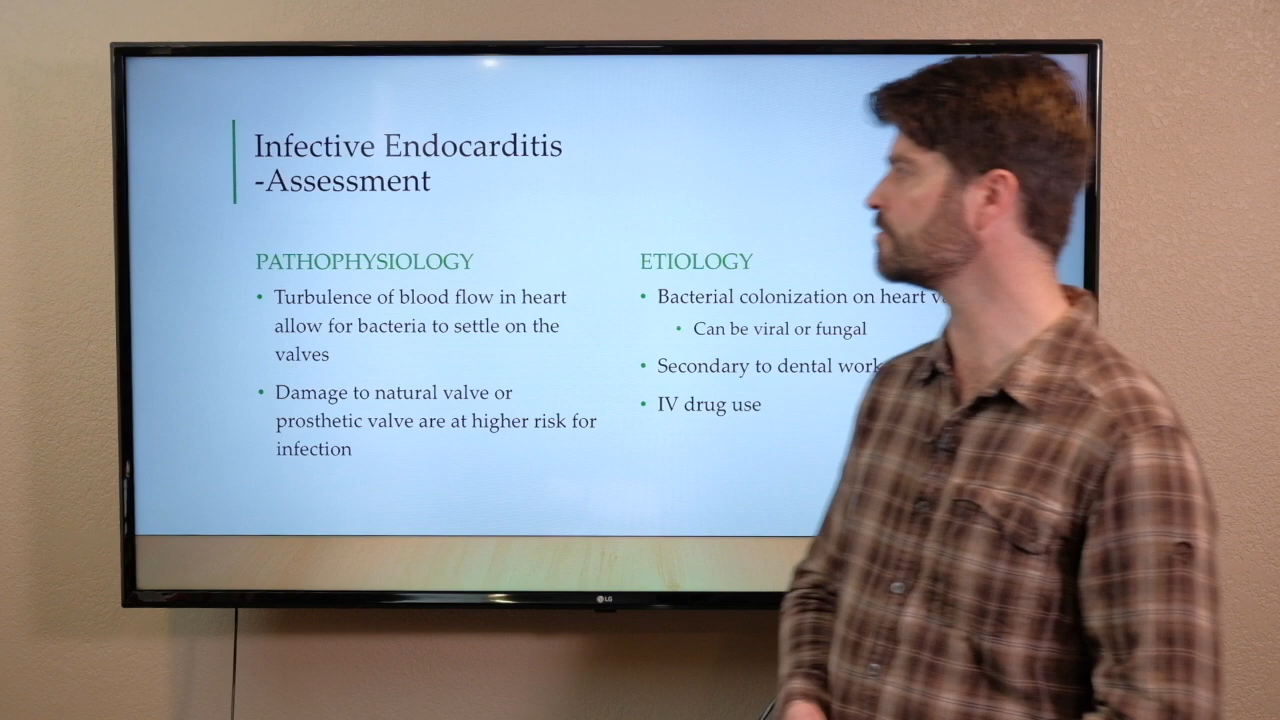 Infective Endocarditis
-Assessment
PATHOPHYSIOLOGY
• Turbulence of blood flow in heart
allow for bacteria to settle on the
valves
• Damage to natural valve or
prosthetic valve are at higher risk for
infection
ETIOLOGY
• Bacterial colonization on heart
• Can be viral or fungal
• Secondary to dental work
• IV drug use
LG